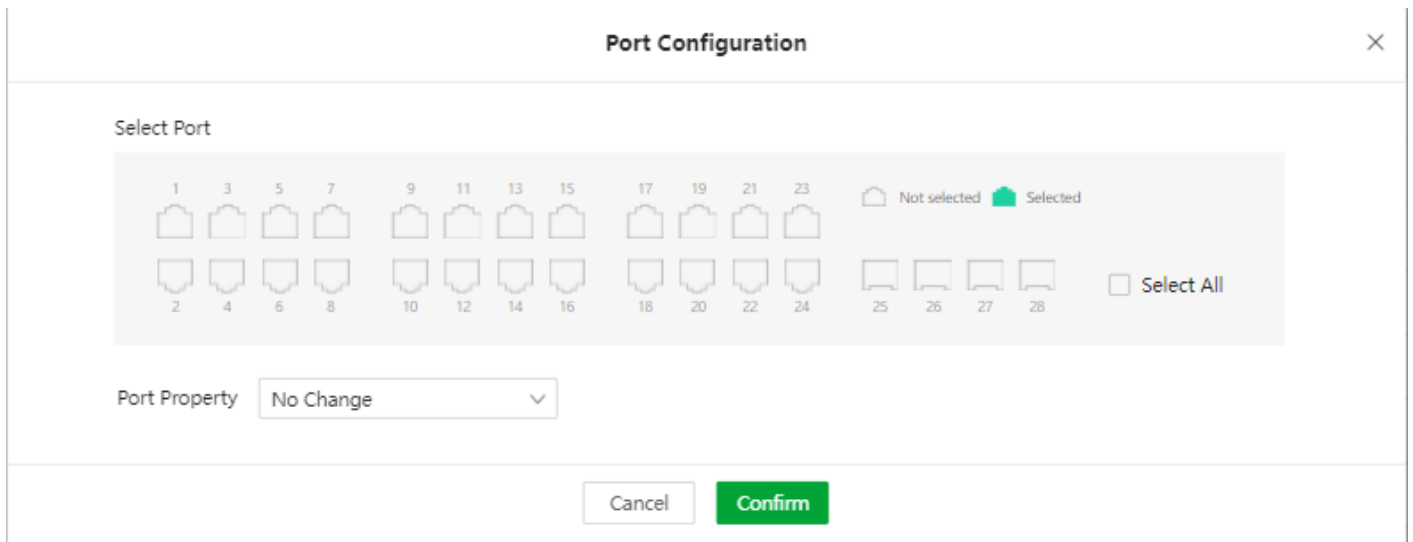 Port Configuration
Select Port
1 3 5 7 9 11 13 15 17 19 21 23
Not selected Selected
2 4 6 8 10 12 14 16 18 20 22 24 25 26 27 28
Select All
Port Property No Change
Cancel Confirm